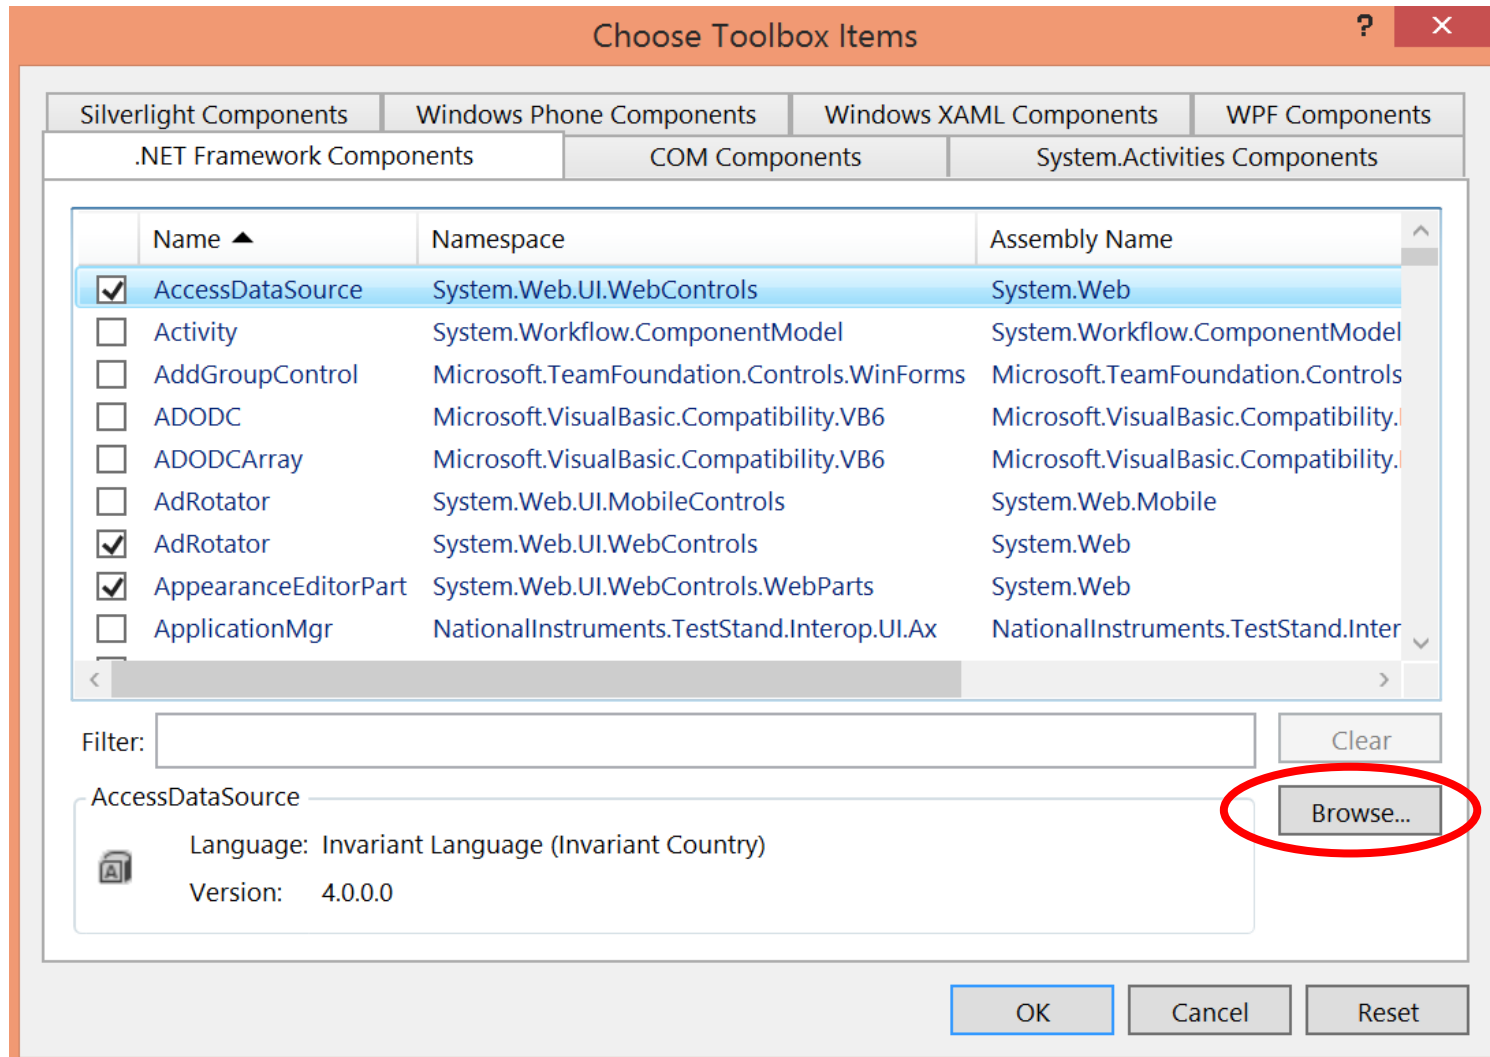 Choose Toolbox Items ? X
Silverlight Components Windows Phone Components Windows XAML Components WPF Components
.NET Framework Components COM Components System.Activities Components
Name Namespace Assembly Name
AccessDataSource System.Web.UI.WebControls System.Web
Activity System.Workflow.ComponentModel System.Workflow.ComponentModel
AddGroupControl Microsoft.TeamFoundation.Controls.WinForms Microsoft.TeamFoundation.Controls
ADODC Microsoft.VisualBasic.Compatibility.VB6 Microsoft.VisualBasic.Compatibility.
ADODCArray Microsoft.VisualBasic.Compatibility.VB6 Microsoft.VisualBasic.Compatibility.
AdRotator System.Web.UI.MobileControls System.Web.Mobile
AdRotator System.Web.UI.WebControls System.Web
AppearanceEditorPart System.Web.UI.WebControls.WebParts System.Web
ApplicationMgr NationalInstruments.TestStand.Interop.UI.Ax NationalInstruments.TestStand.Inter
Filter: Clear
AccessDataSource
Browse...
Language: Invariant Language (Invariant Country)
Version: 4.0.0.0
OK Cancel Reset